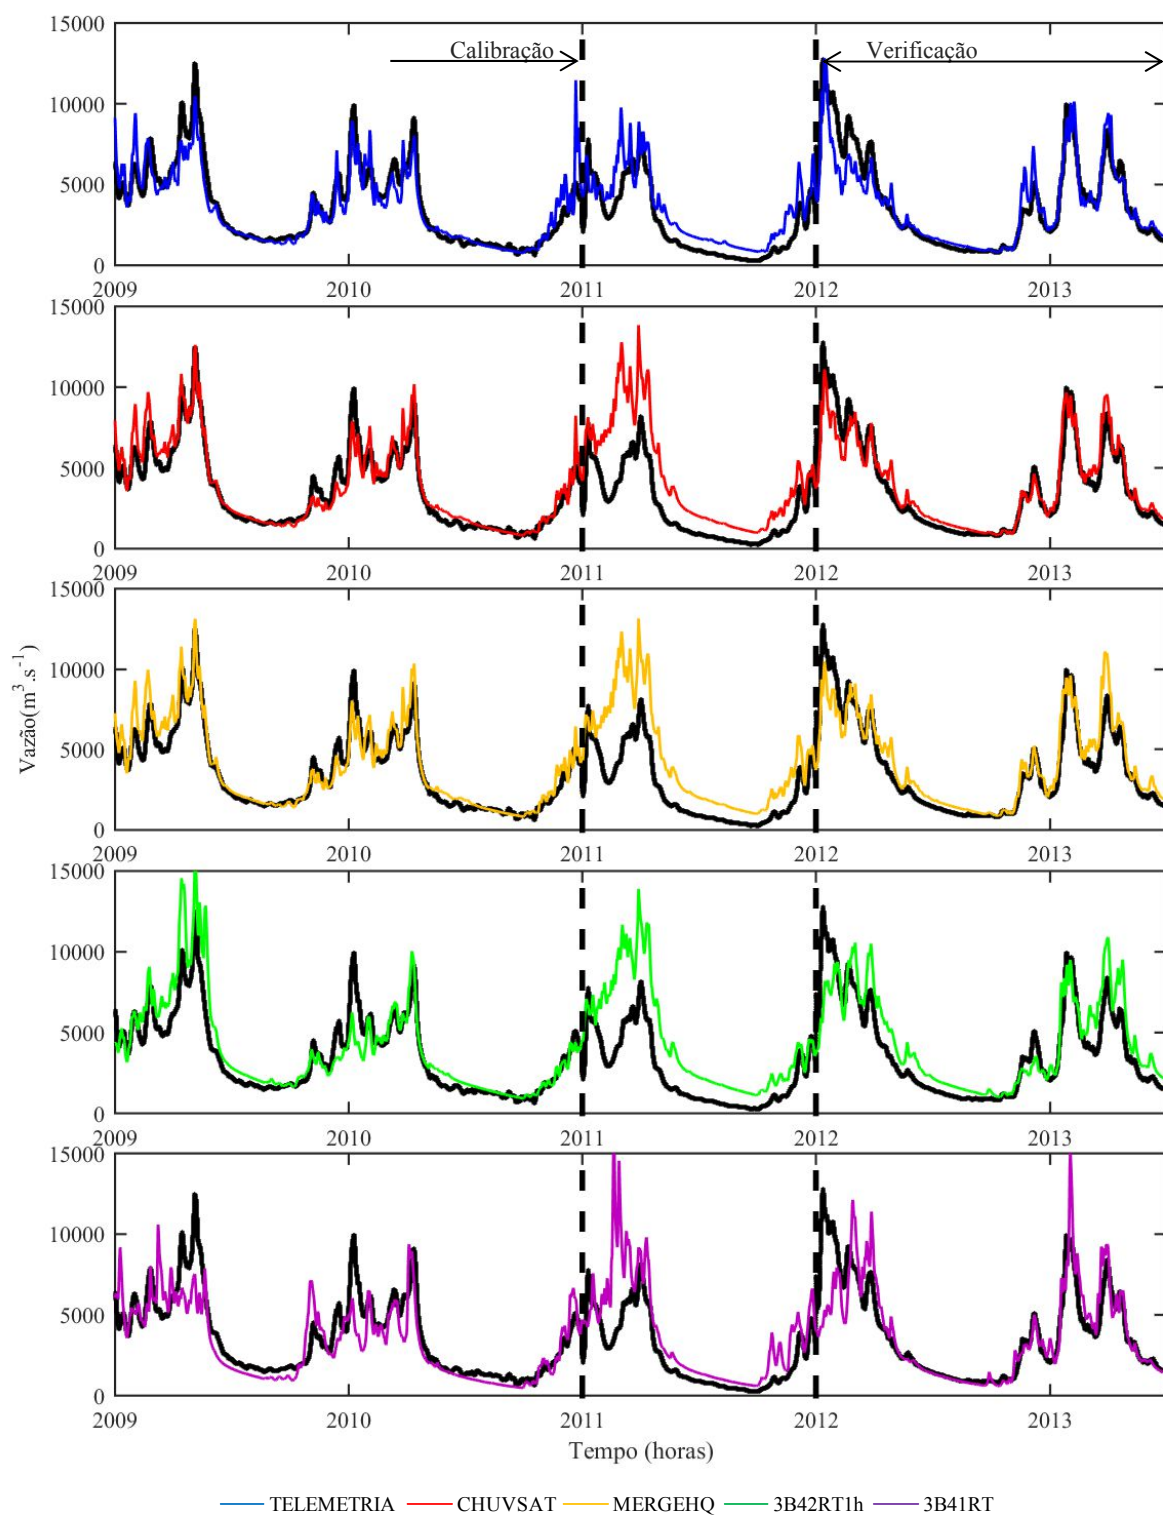 15000
Calibração
Verificação
10000
5000
0
2009 2010 2011 2012 2013
15000
10000
5000
0
2009 2010 2011 2012 2013
15000
10000
Vazão(m³.s⁻¹)
5000
0
2009 2010 2011 2012 2013
15000
10000
5000
0
2009 2010 2011 2012 2013
15000
10000
5000
0
2009 2010 2011 2012 2013
Tempo (horas)
TELEMETRIA CHUVSAT MERGEHQ 3B42RT1h 3B41RT